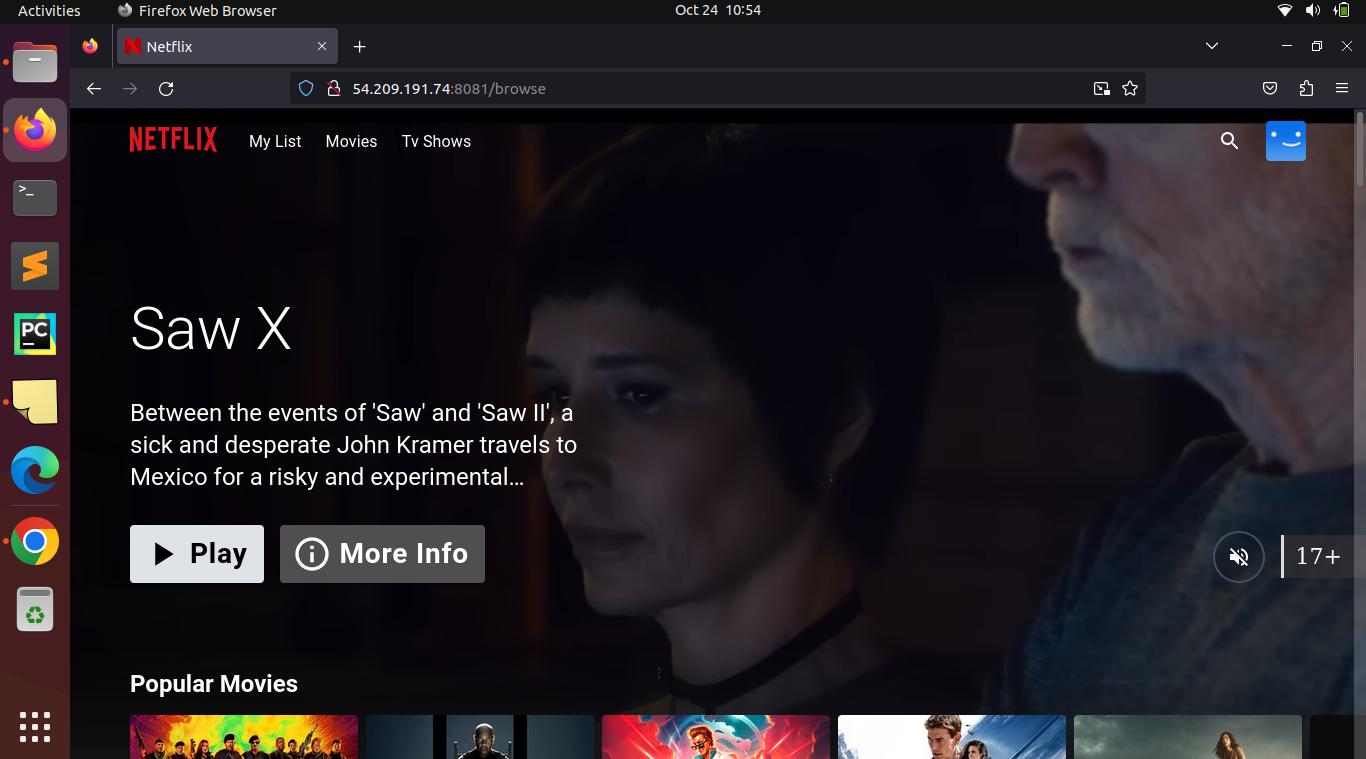 Activities
Firefox Web Browser
Oct 24 10:54
Netflix
54.209.191.74:8081/browse
NETFLIX
My List
Movies
Tv Shows
>_
PC
Saw X
Between the events of 'Saw' and 'Saw II', a
sick and desperate John Kramer travels to
Mexico for a risky and experimental...
Play
More Info
17+
Popular Movies